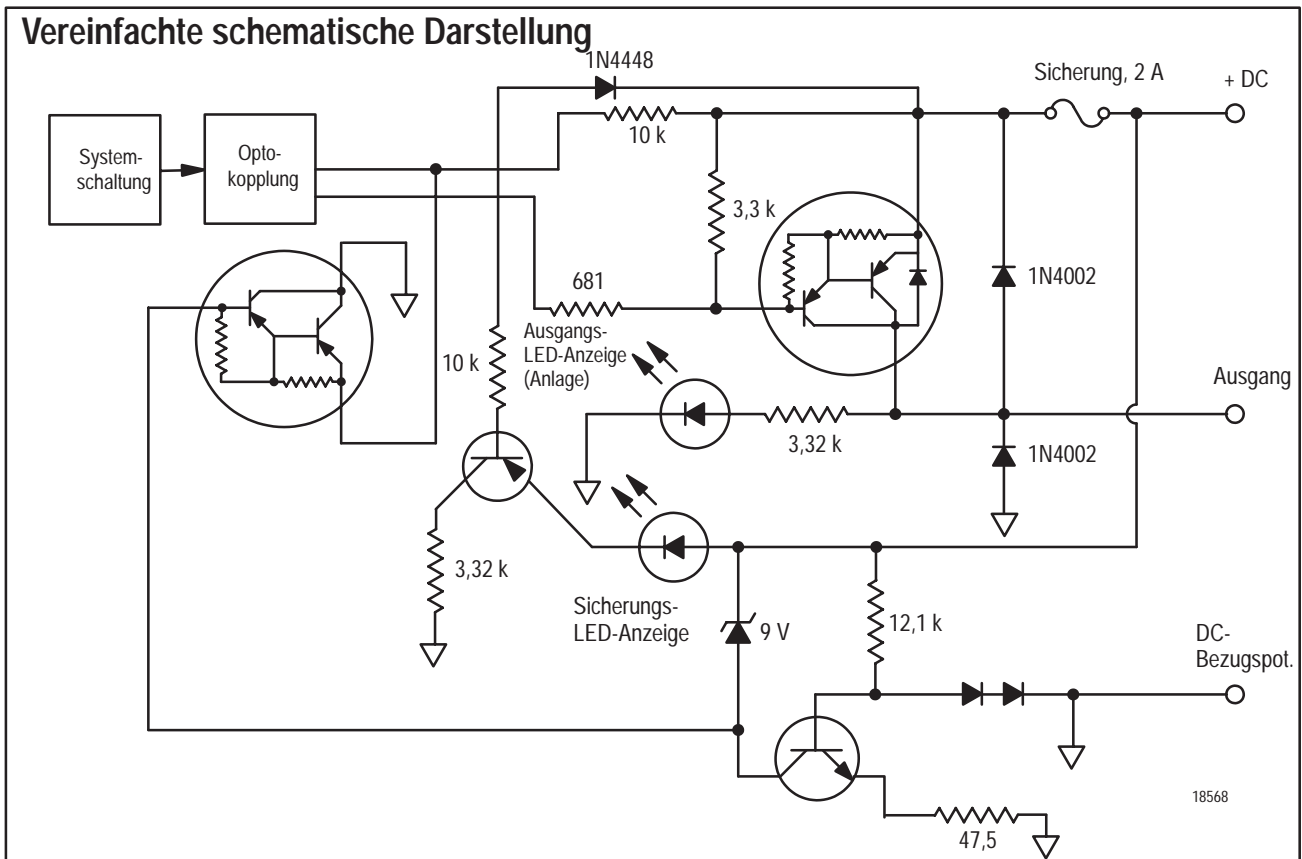 Vereinfachte schematische Darstellung
1N4448
Sicherung, 2 A
+ DC
10 k
System-
schaltung
Opto-
kopplung
3,3 k
1N4002
681
Ausgangs-
LED-Anzeige
(Anlage)
10 k
Ausgang
3,32 k
1N4002
3,32 k
Sicherungs-
LED-Anzeige
9 V
12,1 k
DC-
Bezugspot.
18568
47,5